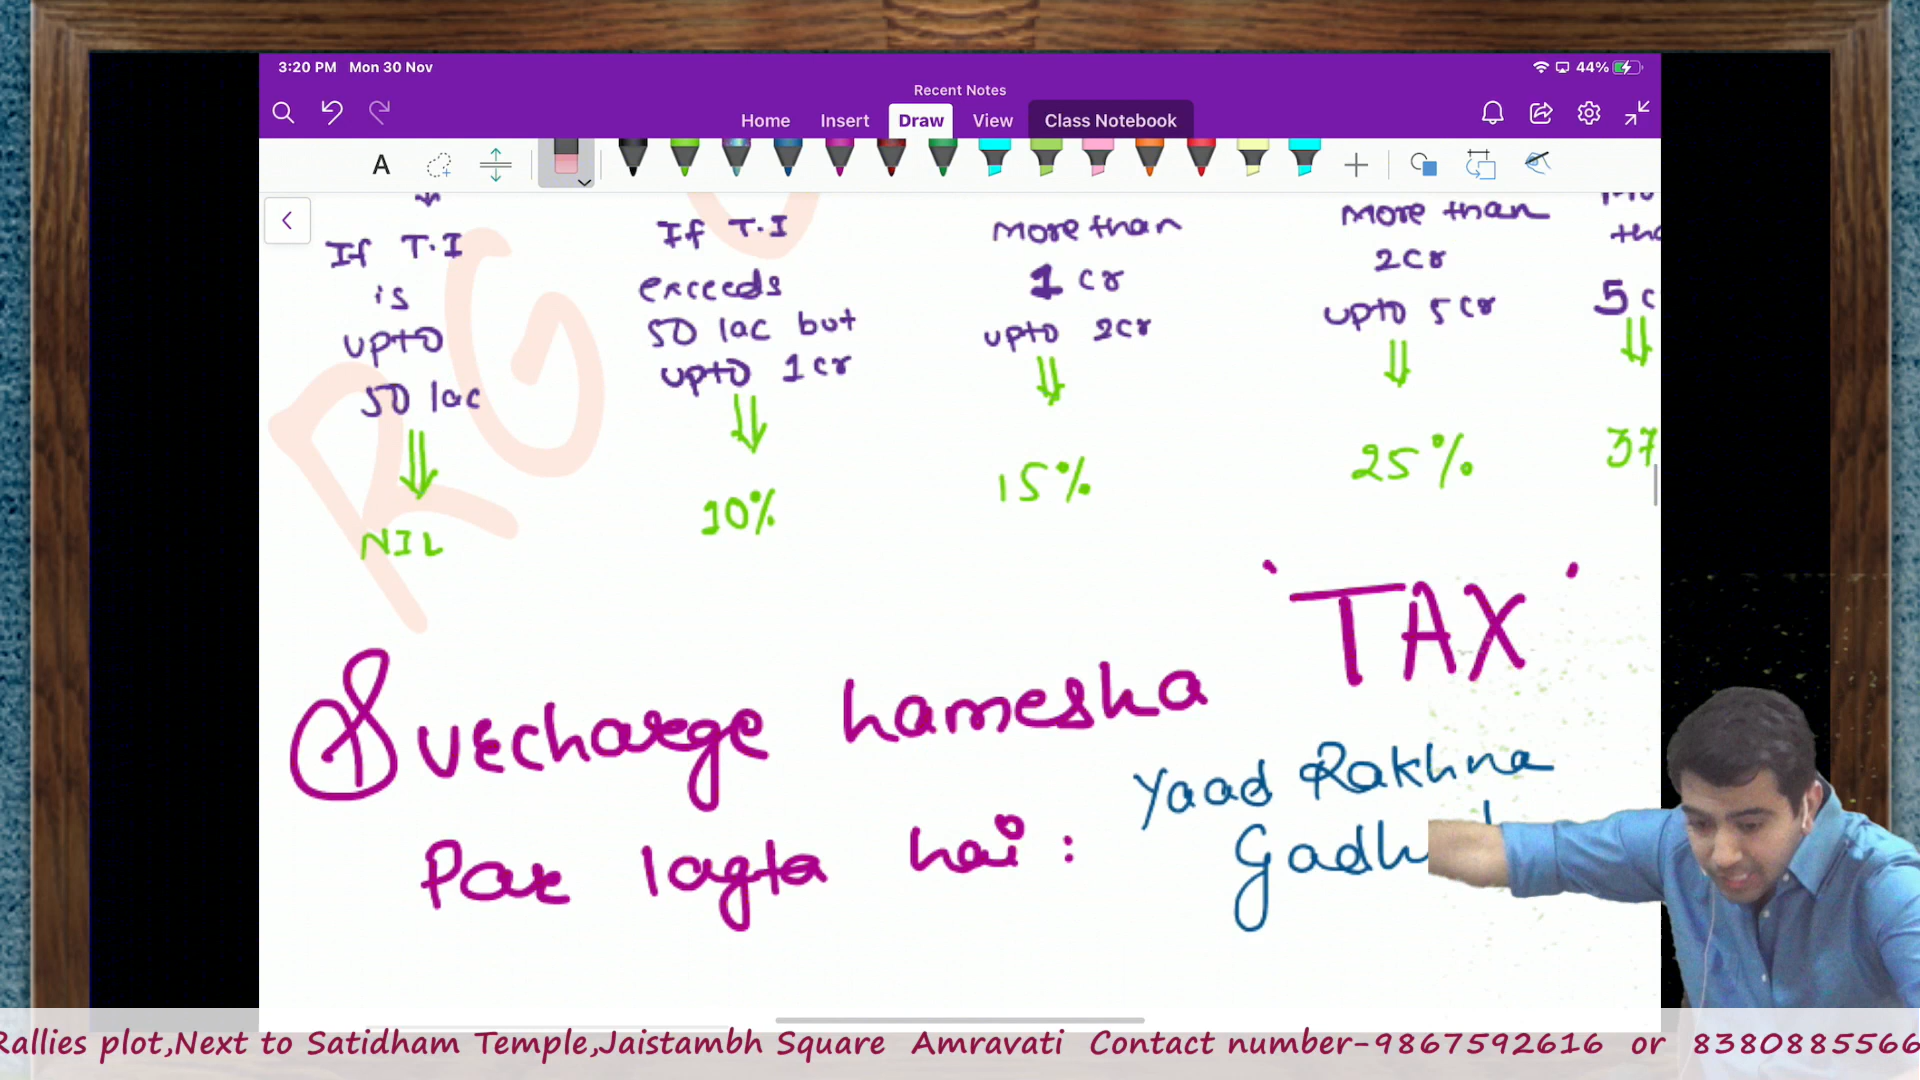 3:20 PM Mon 30 Nov
44%
Recent Notes
Home Insert Draw View Class Notebook
A
If T.I
is
upto
50 lac
NIL
If T.I
exceeds
50 lac but
upto 1 cr
10%
More than
1 cr
upto 2cr
15%
More than
2cr
upto 5cr
25%
5 c
37
RG
'TAX'
Surcharge hamesha
Par lagta hai :
Yaad Rakhna
Rallies plot,Next to Satidham Temple,Jaistambh Square Amravati Contact number-9867592616 or 8380885566